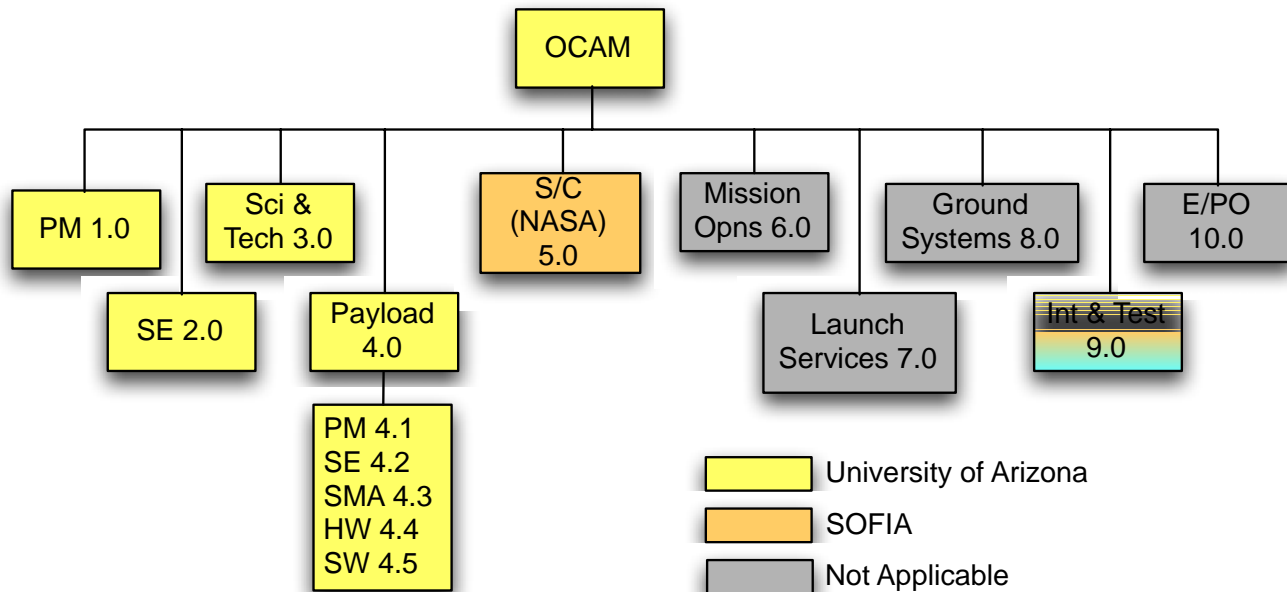 OCAM
PM 1.0
SE 2.0
Sci &
Tech 3.0
Payload
4.0
PM 4.1
SE 4.2
SMA 4.3
HW 4.4
SW 4.5
S/C
(NASA)
5.0
Mission
Opns 6.0
Launch
Services 7.0
Ground
Systems 8.0
Int & Test
9.0
E/PO
10.0
University of Arizona
SOFIA
Not Applicable